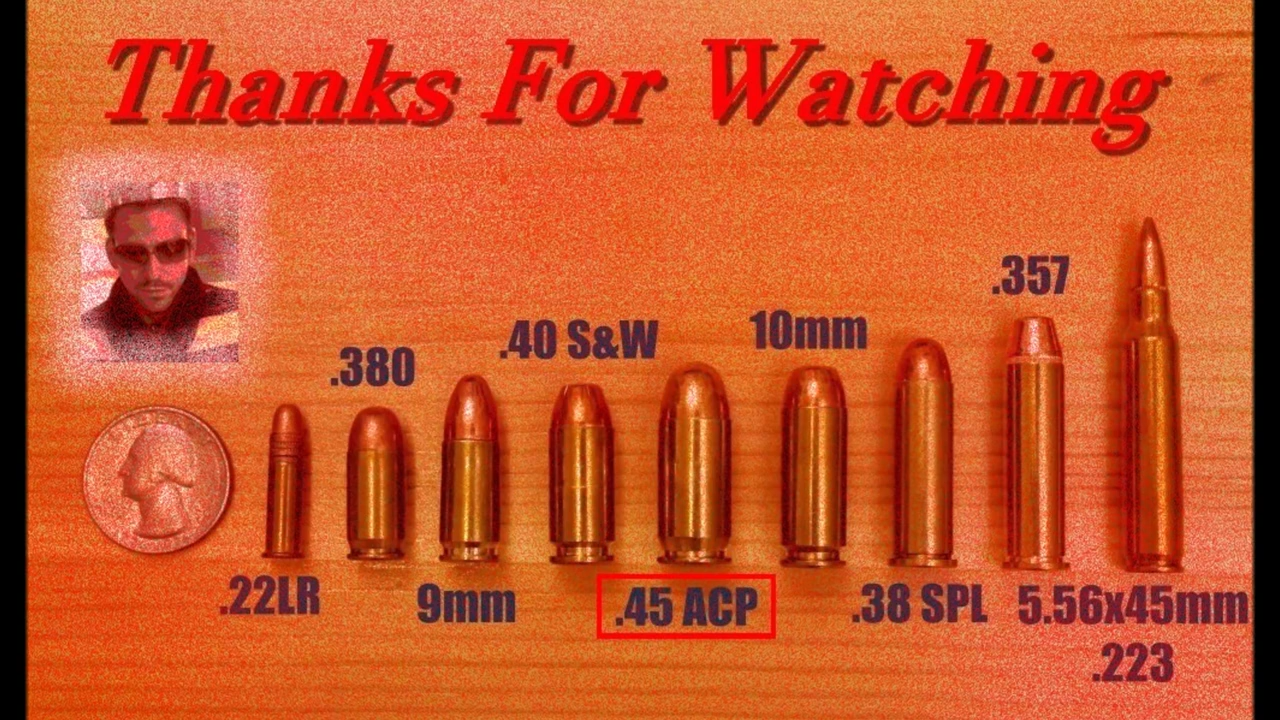 Thanks For Watching
.357
10mm
.40 S&W
.380
.22LR
9mm
.45 ACP
.38 SPL
5.56x45mm
.223